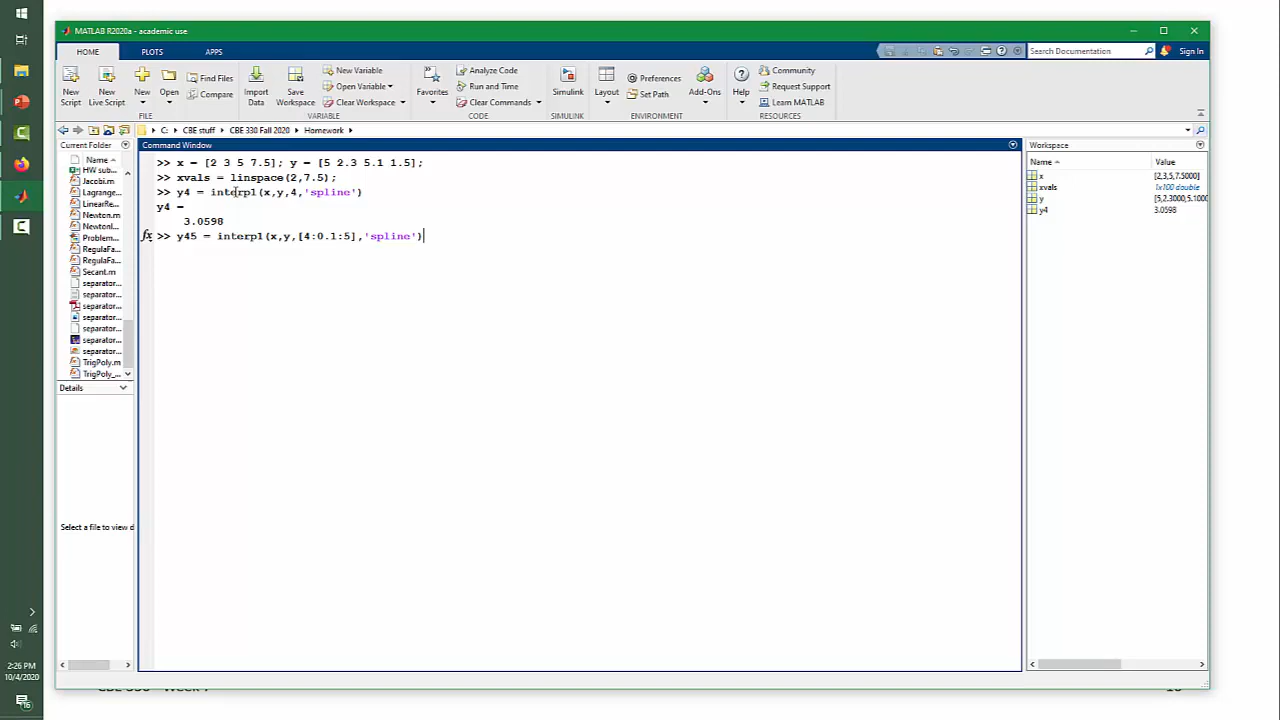 MATLAB R2020a - academic use
HOME
PLOTS
APPS
Search Documentation
Sign In
New Script
New Live Script
New
Open
Find Files
Compare
Import Data
Save Workspace
New Variable
Open Variable
Clear Workspace
Favorites
Analyze Code
Run and Time
Clear Commands
Simulink
Layout
Preferences
Set Path
Add-Ons
Help
Community
Request Support
Learn MATLAB
FILE
VARIABLE
CODE
SIMULINK
ENVIRONMENT
RESOURCES
C: CBE stuff CBE 330 Fall 2020 Homework
Current Folder
Name
HW sub...
Jacobi.m
Lagrange...
LinearRe...
Newton.m
NewtonI...
Problem...
RegulaFa...
RegulaFa...
Secant.m
separator...
separator...
separator...
separator...
separator...
separator...
separator...
TrigPoly.m
TrigPoly_...
Details
Select a file to view d
Command Window
>> x = [2 3 5 7.5]; y = [5 2.3 5.1 1.5];
>> xvals = linspace(2,7.5);
>> y4 = interp1(x,y,4,'spline')
y4 =
3.0598
fx >> y45 = interp1(x,y,[4:0.1:5],'spline')
Workspace
Name Value
x [2,3,5,7.5000]
xvals 1x100 double
y [5,2.3000,5.1000
y4 3.0598
2:26 PM
10/4/2020
16